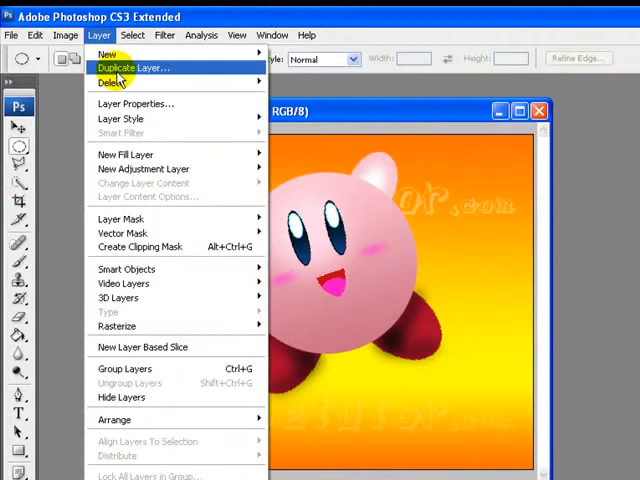 Ps Adobe Photoshop CS3 Extended
File Edit Image Layer Select Filter Analysis View Window Help
Normal Width: Height: Refine Edge...
New
Duplicate Layer...
Delete
RGB/8)
Ps
Layer Properties...
Layer Style
Smart Filter
New Fill Layer
New Adjustment Layer
Change Layer Content
Layer Content Options...
Layer Mask
Vector Mask
Create Clipping Mask Alt+Ctrl+G
Smart Objects
Video Layers
3D Layers
Type
Rasterize
New Layer Based Slice
Group Layers Ctrl+G
Ungroup Layers Shift+Ctrl+G
Hide Layers
Arrange
Align Layers To Selection
Distribute
Lock All Layers in Group...
T